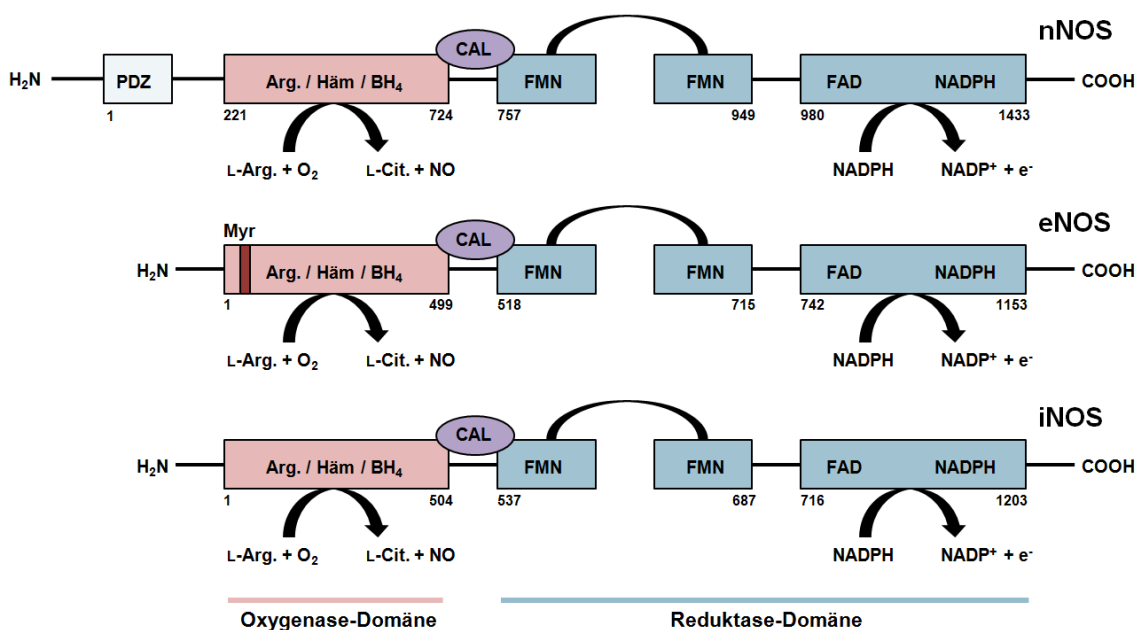 nNOS
CAL
H₂N PDZ Arg. / Häm / BH₄ FMN FMN FAD NADPH COOH
1 221 724 757 949 980 1433
L-Arg. + O₂ L-Cit. + NO NADPH NADP⁺ + e⁻
eNOS
Myr CAL
H₂N Arg. / Häm / BH₄ FMN FMN FAD NADPH COOH
1 499 518 715 742 1153
L-Arg. + O₂ L-Cit. + NO NADPH NADP⁺ + e⁻
iNOS
CAL
H₂N Arg. / Häm / BH₄ FMN FMN FAD NADPH COOH
1 504 537 687 716 1203
L-Arg. + O₂ L-Cit. + NO NADPH NADP⁺ + e⁻
Oxygenase-Domäne Reduktase-Domäne